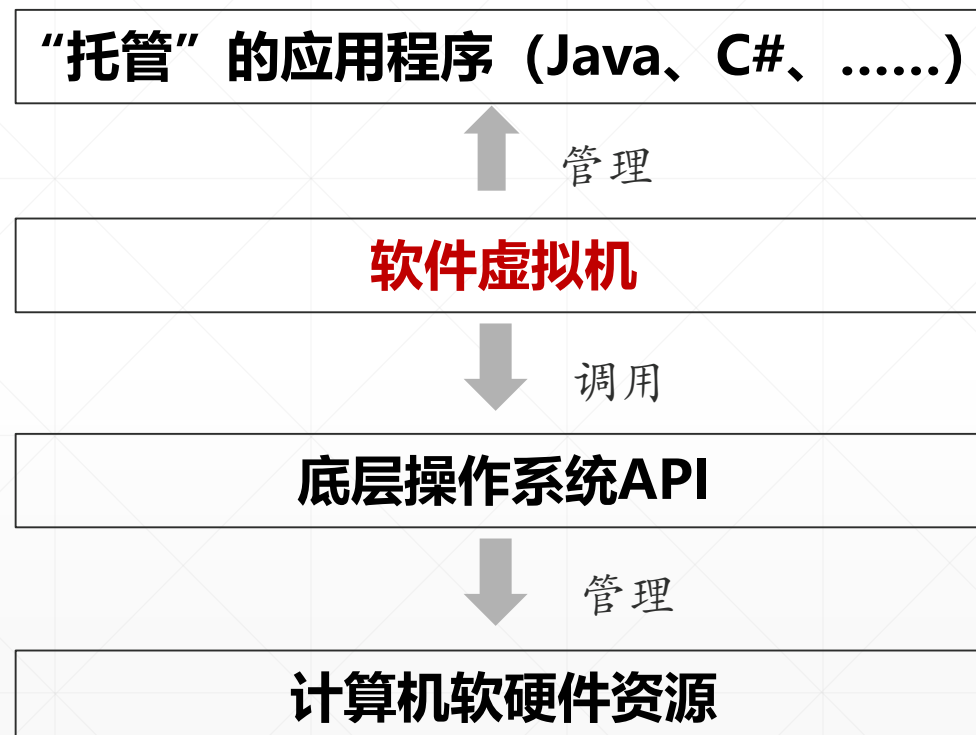 “托管”的应用程序（Java、C#、......）
管理
软件虚拟机
调用
底层操作系统API
管理
计算机软硬件资源